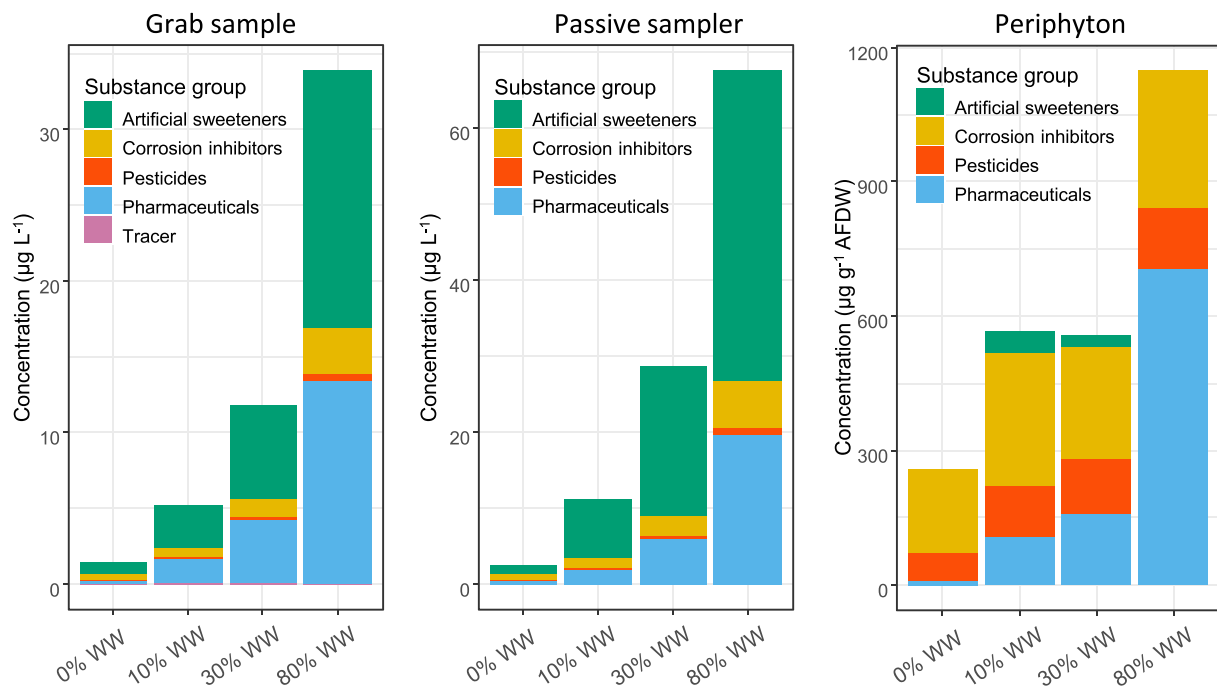 Grab sample
Substance group
Artificial sweeteners
Corrosion inhibitors
Pesticides
Pharmaceuticals
Tracer
Concentration (µg L⁻¹)
30
20
10
0
0% WW
10% WW
30% WW
80% WW
Passive sampler
Substance group
Artificial sweeteners
Corrosion inhibitors
Pesticides
Pharmaceuticals
Concentration (µg L⁻¹)
60
40
20
0
0% WW
10% WW
30% WW
80% WW
Periphyton
Substance group
Artificial sweeteners
Corrosion inhibitors
Pesticides
Pharmaceuticals
Concentration (µg g⁻¹ AFDW)
1200
900
600
300
0
0% WW
10% WW
30% WW
80% WW